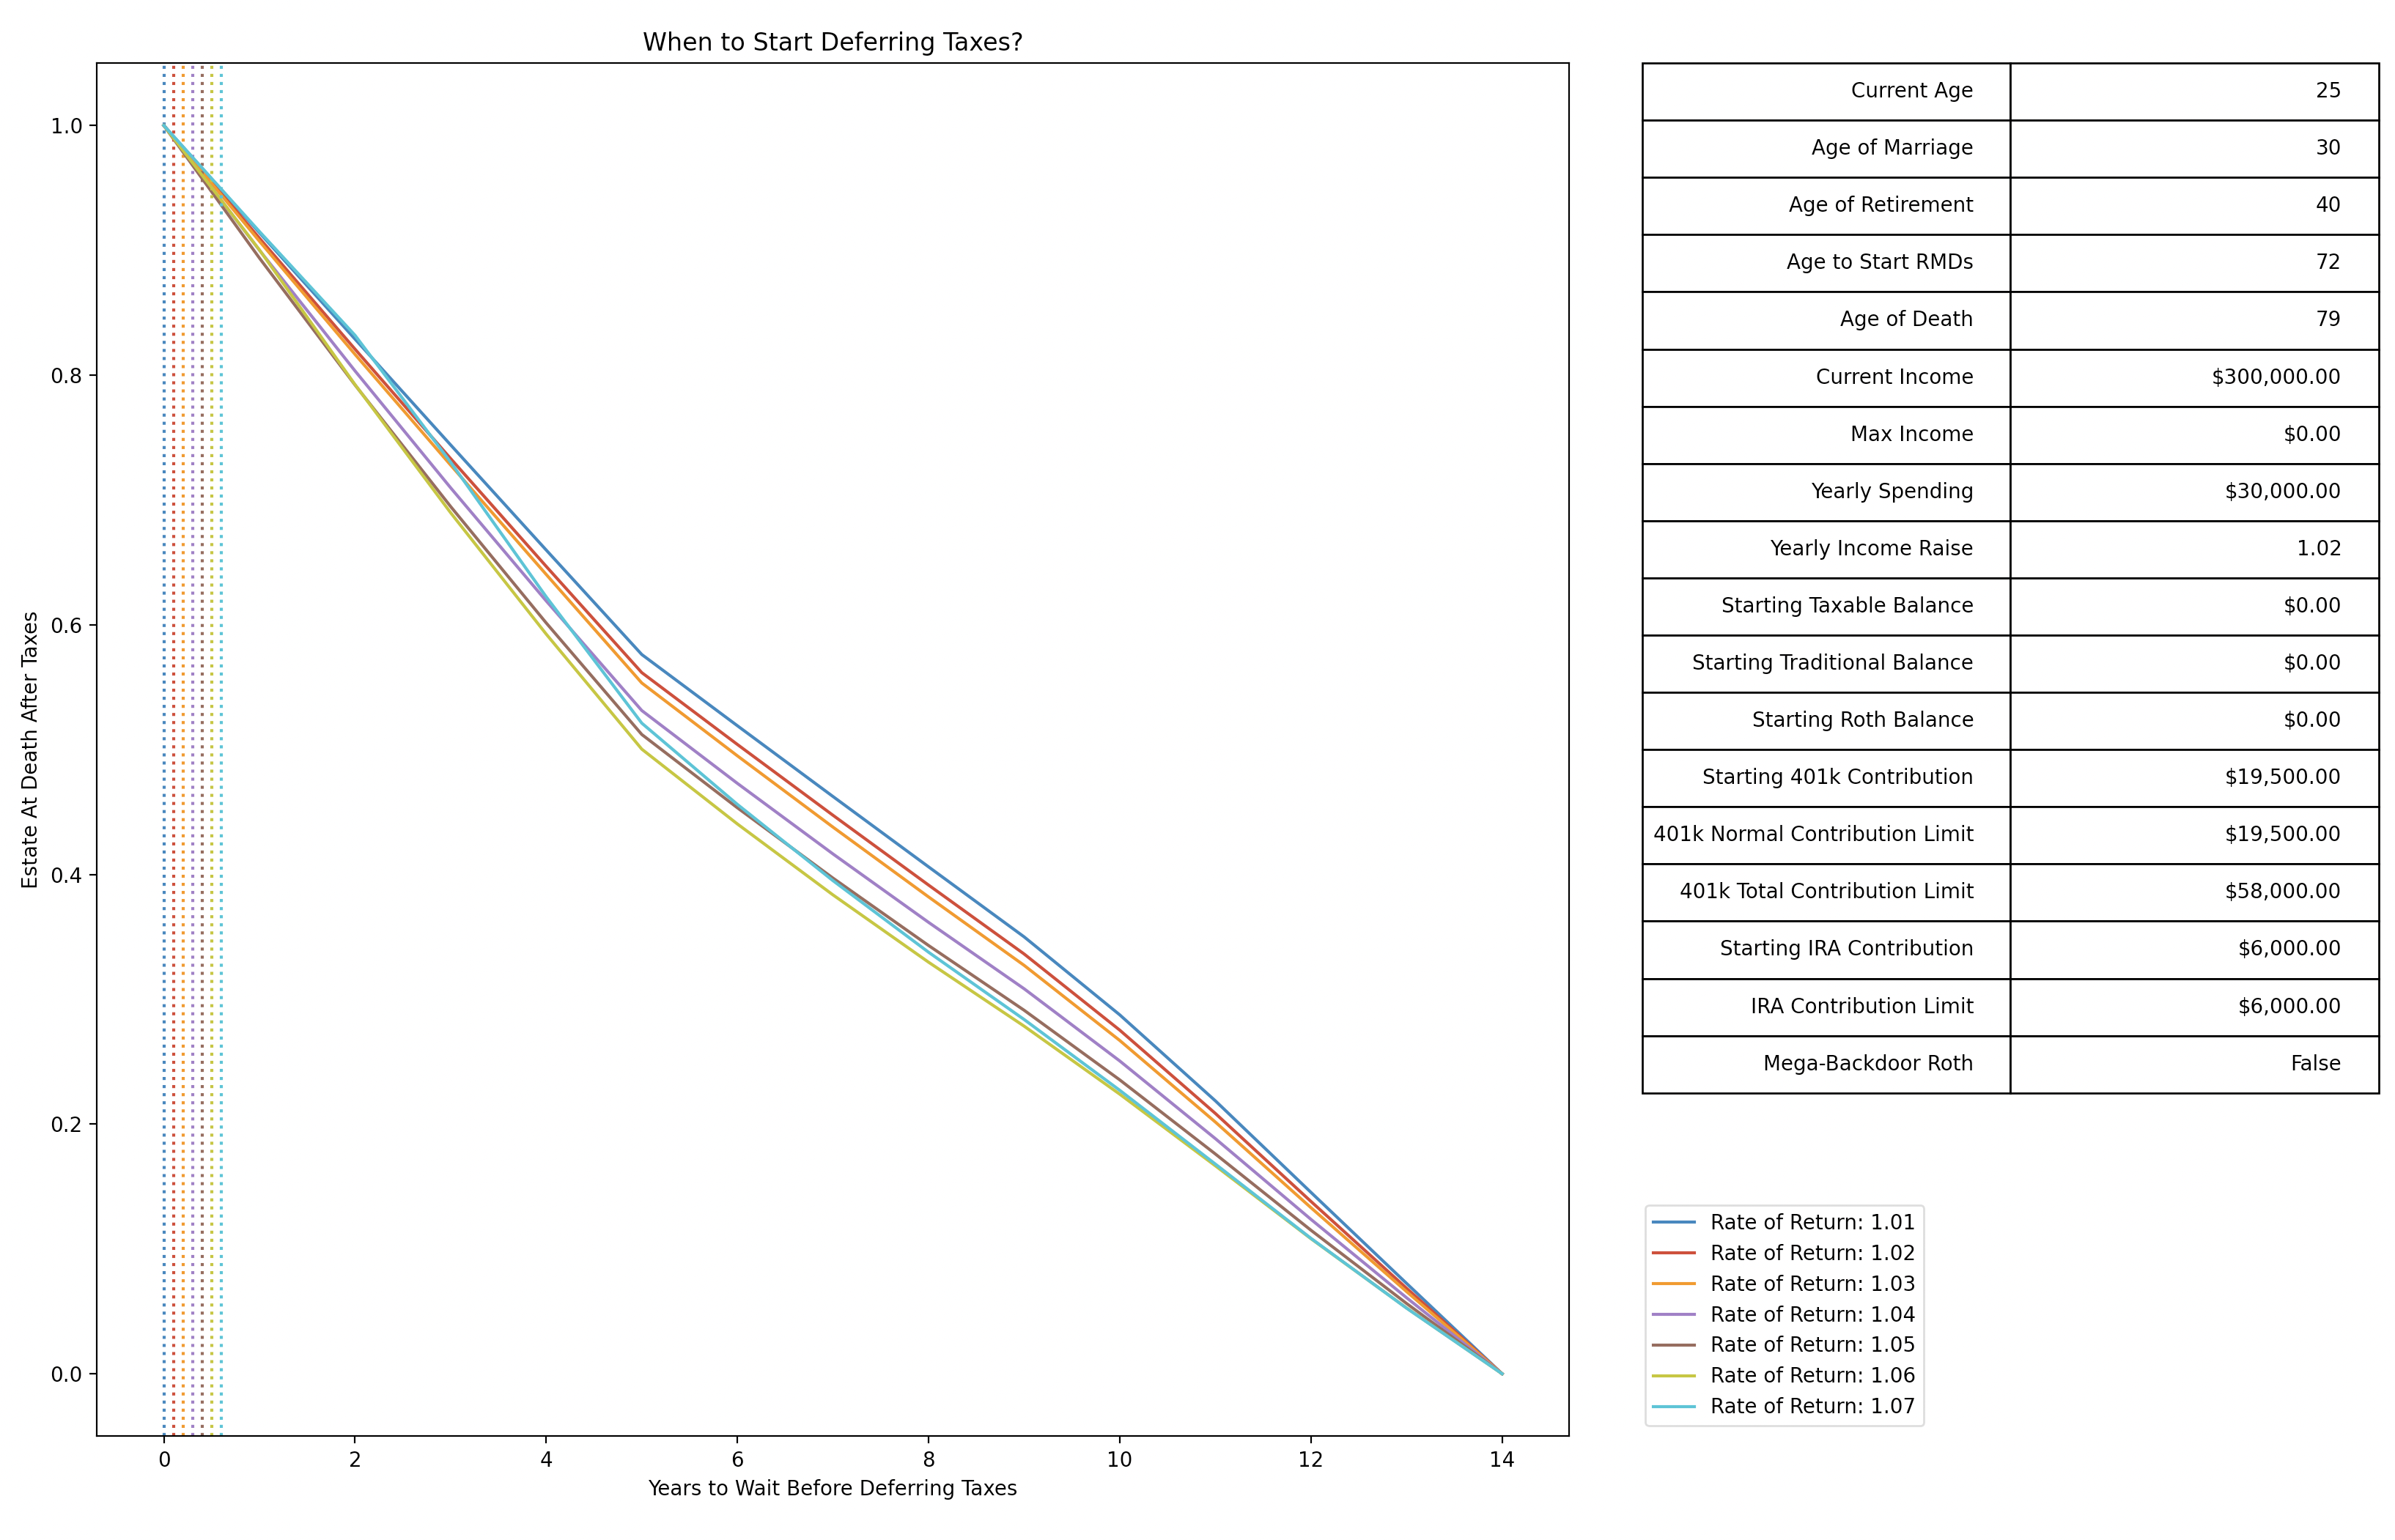 When to Start Deferring Taxes?
Estate At Death After Taxes
1.0
0.8
0.6
0.4
0.2
0.0
0 2 4 6 8 10 12 14
Years to Wait Before Deferring Taxes
Current Age 25
Age of Marriage 30
Age of Retirement 40
Age to Start RMDs 72
Age of Death 79
Current Income $300,000.00
Max Income $0.00
Yearly Spending $30,000.00
Yearly Income Raise 1.02
Starting Taxable Balance $0.00
Starting Traditional Balance $0.00
Starting Roth Balance $0.00
Starting 401k Contribution $19,500.00
401k Normal Contribution Limit $19,500.00
401k Total Contribution Limit $58,000.00
Starting IRA Contribution $6,000.00
IRA Contribution Limit $6,000.00
Mega-Backdoor Roth False
Rate of Return: 1.01
Rate of Return: 1.02
Rate of Return: 1.03
Rate of Return: 1.04
Rate of Return: 1.05
Rate of Return: 1.06
Rate of Return: 1.07